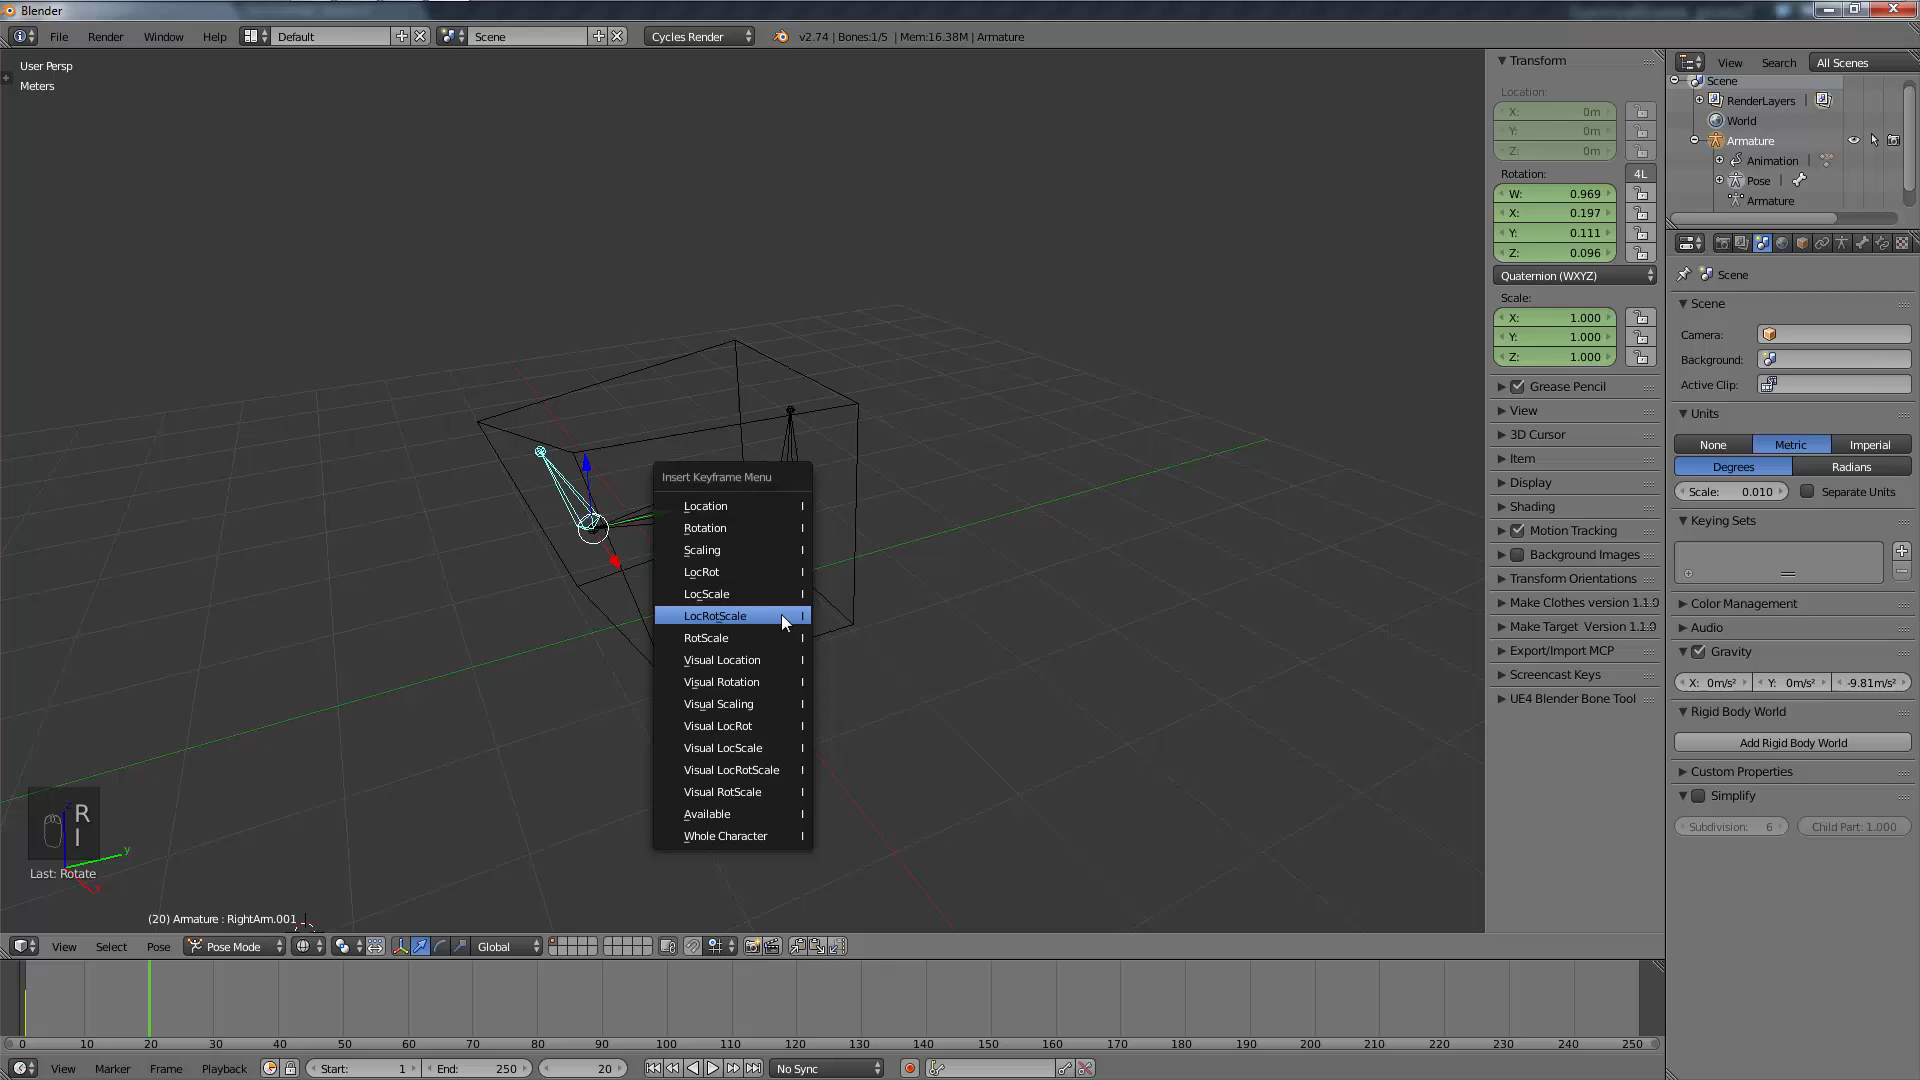 Blender
File Render Window Help Default Scene Cycles Render v2.74 | Bones:1/5 | Mem:16.38M | Armature
User Persp
Meters
Transform
Location:
X: 0m
Y: 0m
Z: 0m
Rotation: 4L
W: 0.969
X: 0.197
Y: 0.111
Z: 0.096
Quaternion (WXYZ)
Scale:
X: 1.000
Y: 1.000
Z: 1.000
Grease Pencil
View
3D Cursor
Item
Display
Shading
Motion Tracking
Background Images
Transform Orientations
Make Clothes version 1.1.0
Make Target Version 1.1.0
Export/Import MCP
Screencast Keys
UE4 Blender Bone Tool
View Search All Scenes
Scene
RenderLayers |
World
Armature
Animation |
Pose |
Armature
Scene
Scene
Camera:
Background:
Active Clip:
Units
None Metric Imperial
Degrees Radians
Scale: 0.010 Separate Units
Keying Sets
Color Management
Audio
Gravity
X: 0m/s² Y: 0m/s² -9.81m/s²
Rigid Body World
Add Rigid Body World
Custom Properties
Simplify
Subdivision: 6 Child Part: 1.000
Insert Keyframe Menu
Location I
Rotation I
Scaling I
LocRot I
LocScale I
LocRotScale I
RotScale I
Visual Location I
Visual Rotation I
Visual Scaling I
Visual LocRot I
Visual LocScale I
Visual LocRotScale I
Visual RotScale I
Available I
Whole Character I
R
I
z
y
x
Last: Rotate
(20) Armature : RightArm.001
View Select Pose Pose Mode Global
0 10 20 30 40 50 60 70 80 90 100 110 120 130 140 150 160 170 180 190 200 210 220 230 240 250
View Marker Frame Playback Start: 1 End: 250 20 No Sync